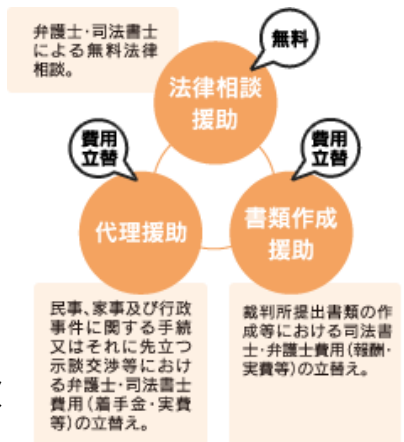 弁護士・司法書士
による無料法律
相談。
無料
法律相談
援助
費用
立替
代理援助
費用
立替
書類作成
援助
民事、家事及び行政
事件に関する手続
又はそれに先立つ
示談交渉等におけ
る弁護士・司法書士
費用(着手金・実費
等)の立替え。
裁判所提出書類の作
成等における司法書
士・弁護士費用(報酬・
実費等)の立替え。